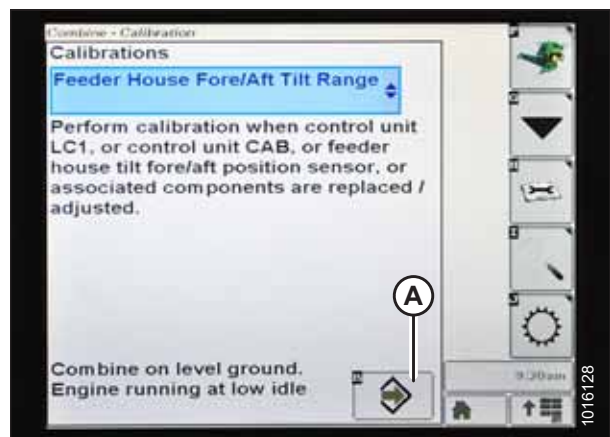 Combine - Calibration
Calibrations
Feeder House Fore/Aft Tilt Range
Perform calibration when control unit
LC1, or control unit CAB, or feeder
house tilt fore/aft position sensor, or
associated components are replaced /
adjusted.
A
Combine on level ground.
Engine running at low idle
1016128